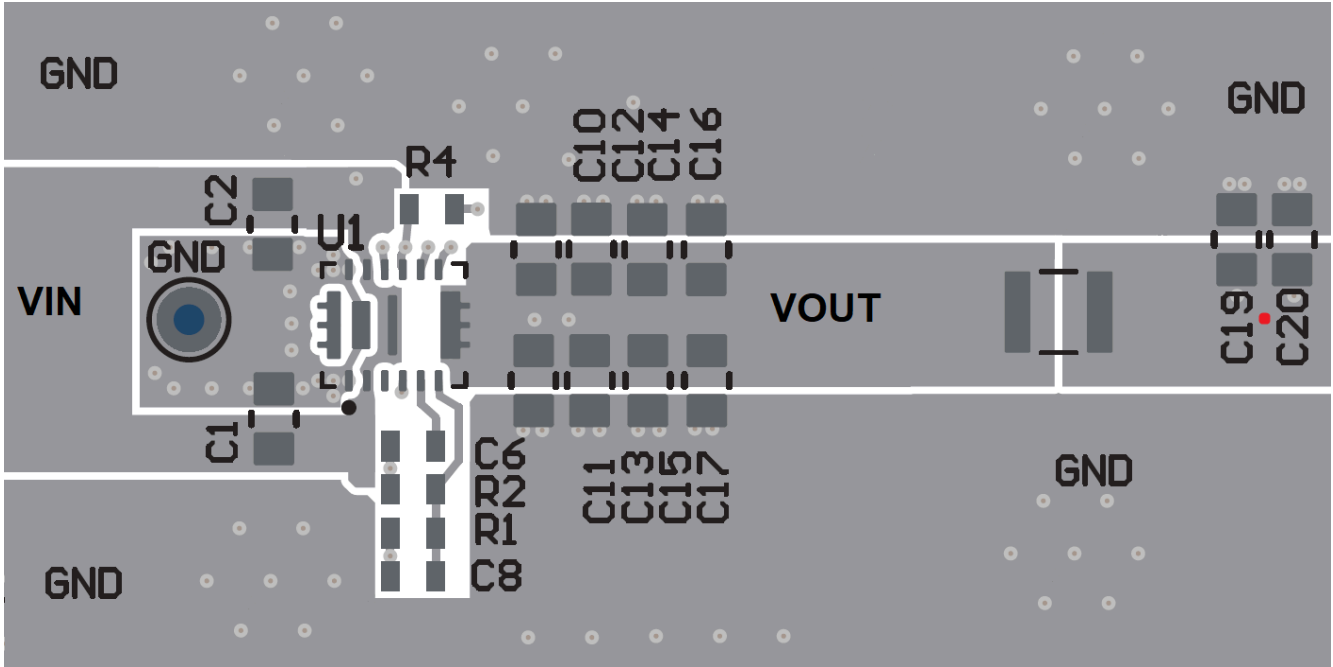 GND
GND
C10
C12
C14
C16
R4
C2
U1
GND
VIN
VOUT
C19
C20
C1
C6
R2
R1
C8
C11
C13
C15
C17
GND
GND